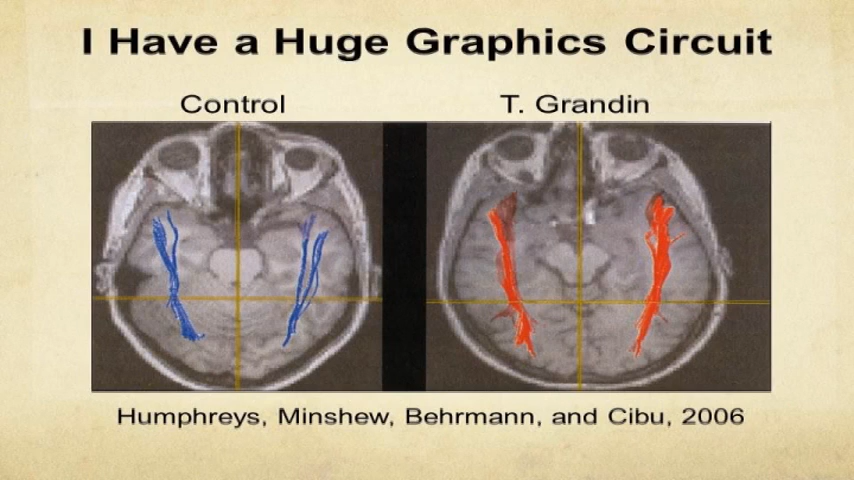 I Have a Huge Graphics Circuit
Control
T. Grandin
Humphreys, Minshew, Behrmann, and Cibu, 2006